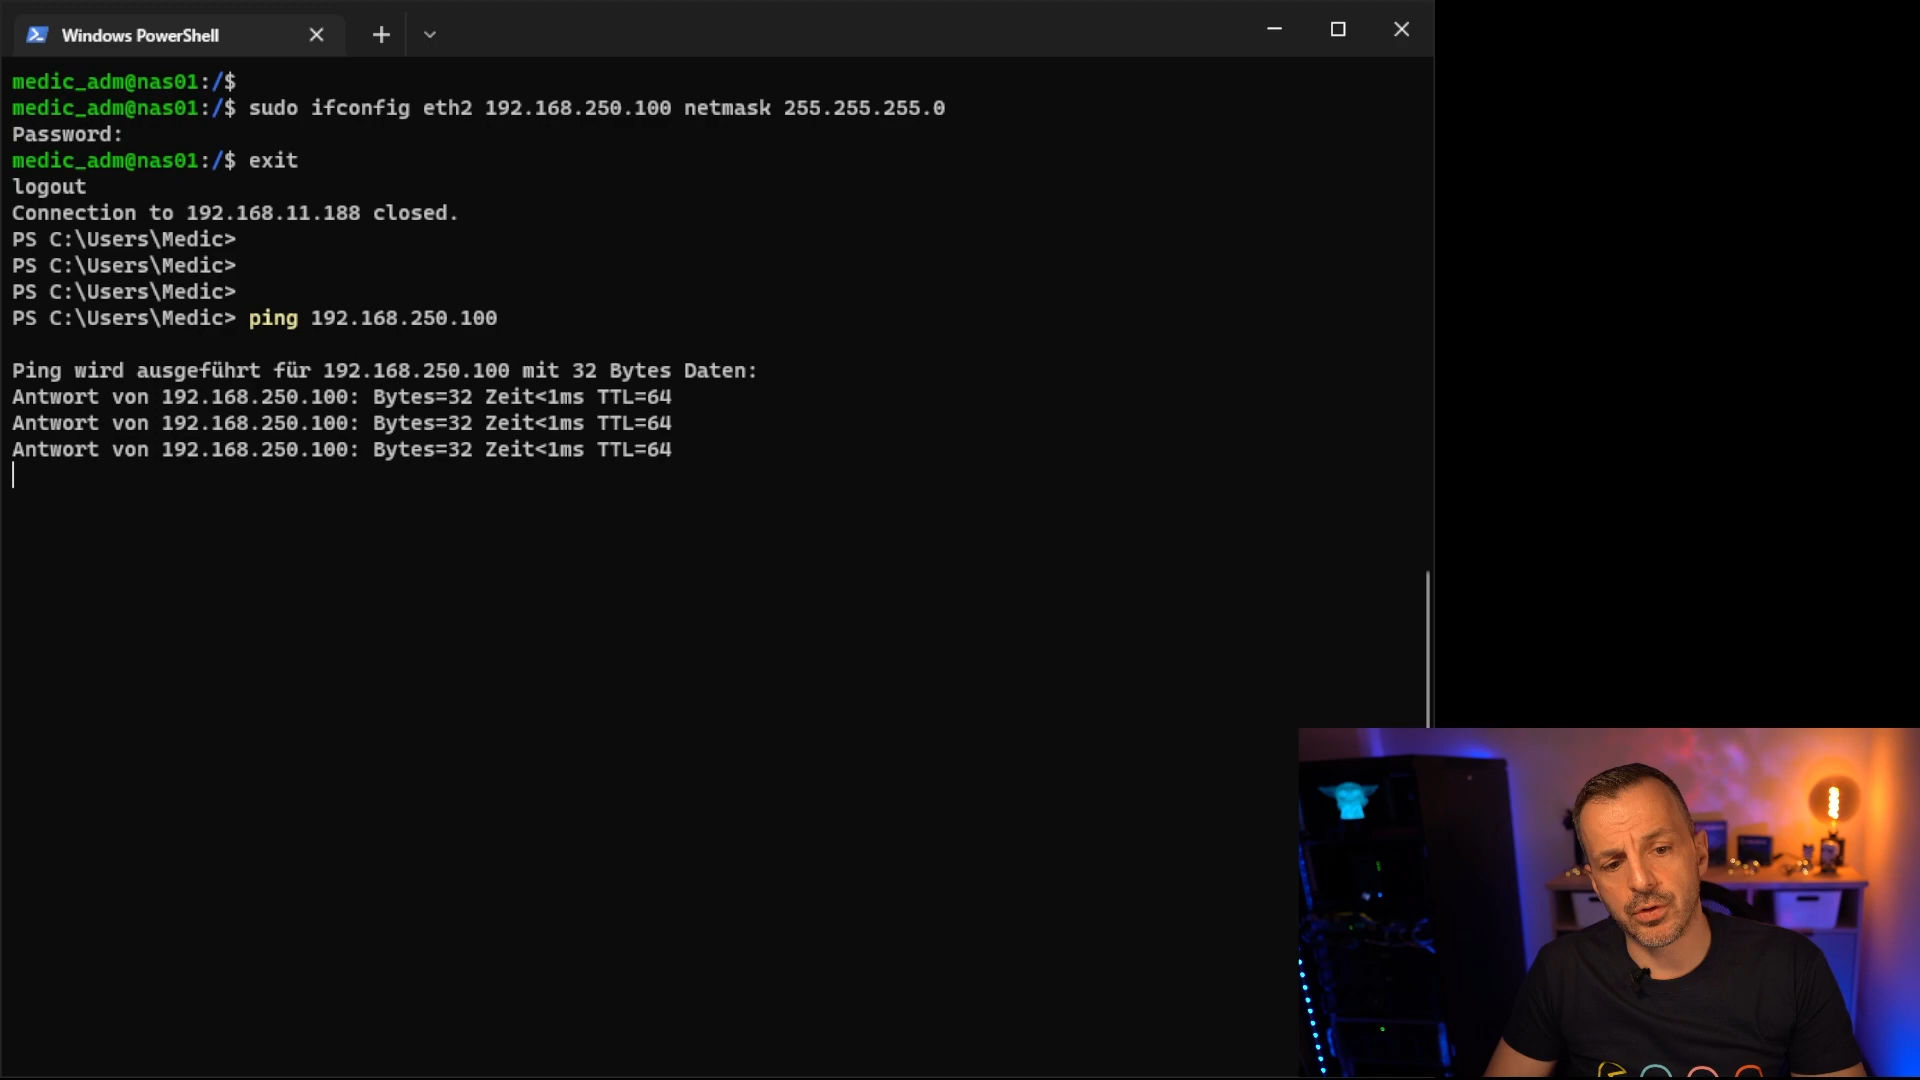 Windows PowerShell
medic_adm@nas01:/$
medic_adm@nas01:/$ sudo ifconfig eth2 192.168.250.100 netmask 255.255.255.0
Password:
medic_adm@nas01:/$ exit
logout
Connection to 192.168.11.188 closed.
PS C:\Users\Medic>
PS C:\Users\Medic>
PS C:\Users\Medic>
PS C:\Users\Medic> ping 192.168.250.100
Ping wird ausgeführt für 192.168.250.100 mit 32 Bytes Daten:
Antwort von 192.168.250.100: Bytes=32 Zeit<1ms TTL=64
Antwort von 192.168.250.100: Bytes=32 Zeit<1ms TTL=64
Antwort von 192.168.250.100: Bytes=32 Zeit<1ms TTL=64